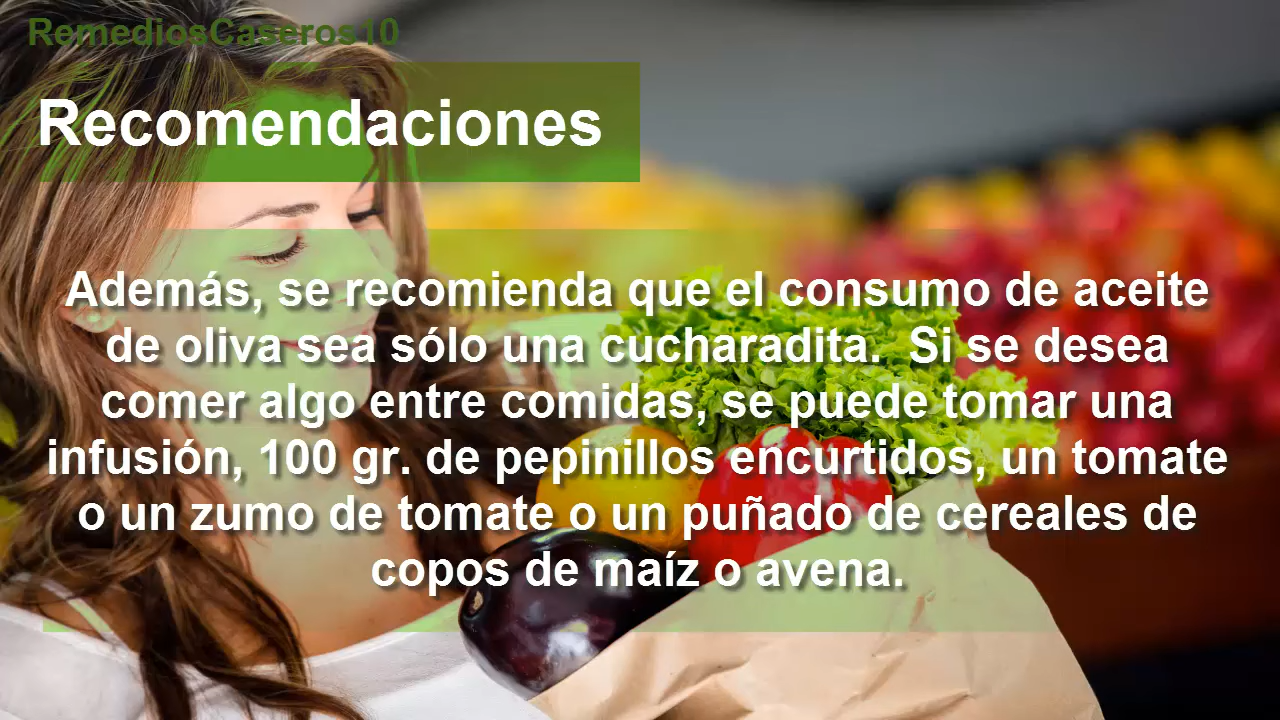 RemediosCaseros10
Recomendaciones
Además, se recomienda que el consumo de aceite
de oliva sea sólo una cucharadita.  Si se desea
comer algo entre comidas, se puede tomar una
infusión, 100 gr. de pepinillos encurtidos, un tomate
o un zumo de tomate o un puñado de cereales de
copos de maíz o avena.